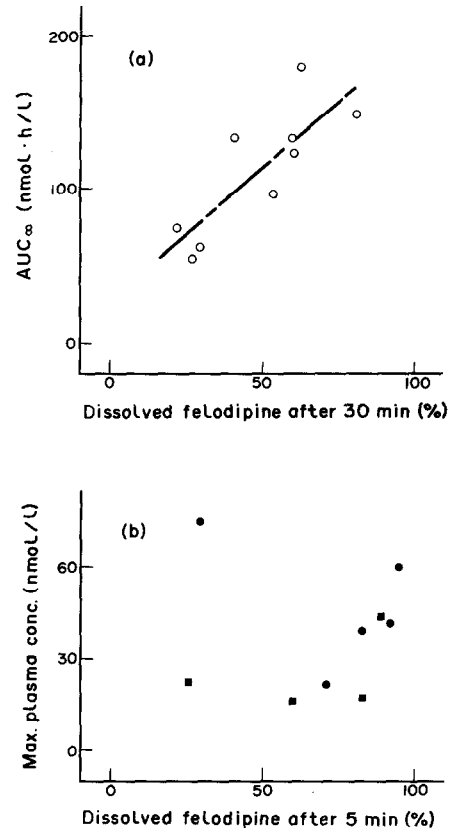 200
(a)
100
0
AUC∞ (nmol·h/l)
0 50 100
Dissolved felodipine after 30 min (%)
(b)
60
30
0
Max. plasma conc. (nmol/l)
0 50 100
Dissolved felodipine after 5 min (%)